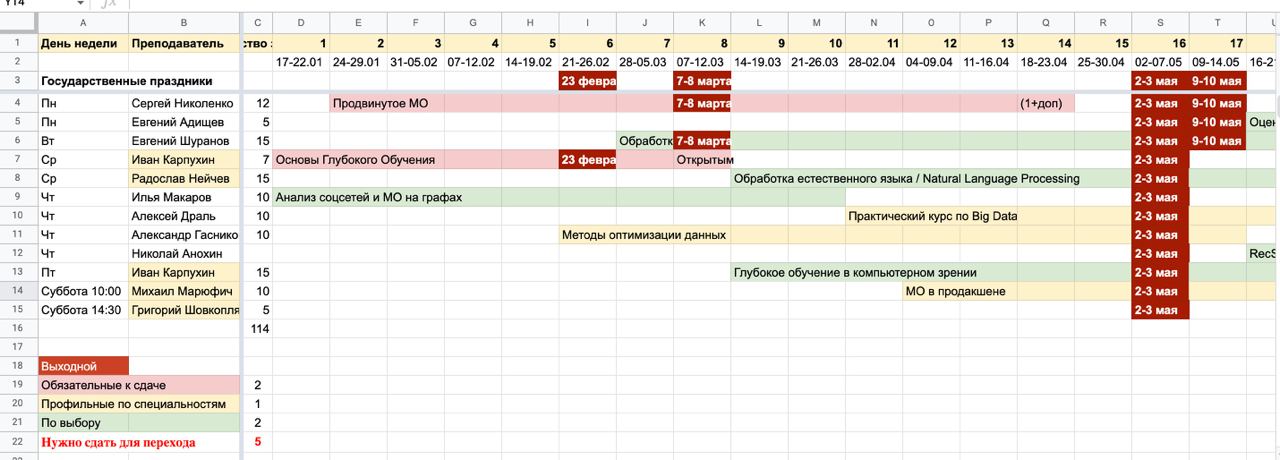 Y14 fx
A B C D E F G H I J K L M N O P Q R S T U
1 День недели Преподаватель ство 1 2 3 4 5 6 7 8 9 10 11 12 13 14 15 16 17
2 17-22.01 24-29.01 31-05.02 07-12.02 14-19.02 21-26.02 28-05.03 07-12.03 14-19.03 21-26.03 28-02.04 04-09.04 11-16.04 18-23.04 25-30.04 02-07.05 09-14.05 16-21
3 Государственные праздники 23 февра 7-8 марта 2-3 мая 9-10 мая
4 Пн Сергей Николенко 12 Продвинутое МО 7-8 марта (1+доп) 2-3 мая 9-10 мая
5 Пн Евгений Адищев 5 2-3 мая 9-10 мая Оцен
6 Вт Евгений Шуранов 15 Обработк 7-8 марта 2-3 мая 9-10 мая
7 Ср Иван Карпухин 7 Основы Глубокого Обучения 23 февра Открытым 2-3 мая
8 Ср Радослав Нейчев 15 Обработка естественного языка / Natural Language Processing 2-3 мая
9 Чт Илья Макаров 10 Анализ соцсетей и МО на графах 2-3 мая
10 Чт Алексей Драль 10 Практический курс по Big Data 2-3 мая
11 Чт Александр Гаснико 10 Методы оптимизации данных 2-3 мая
12 Чт Николай Анохин 2-3 мая RecS
13 Пт Иван Карпухин 15 Глубокое обучение в компьютерном зрении 2-3 мая
14 Суббота 10:00 Михаил Марюфич 10 МО в продакшене 2-3 мая
15 Суббота 14:30 Григорий Шовкопля 5 2-3 мая
16 114
17
18 Выходной
19 Обязательные к сдаче 2
20 Профильные по специальностям 1
21 По выбору 2
22 Нужно сдать для перехода 5